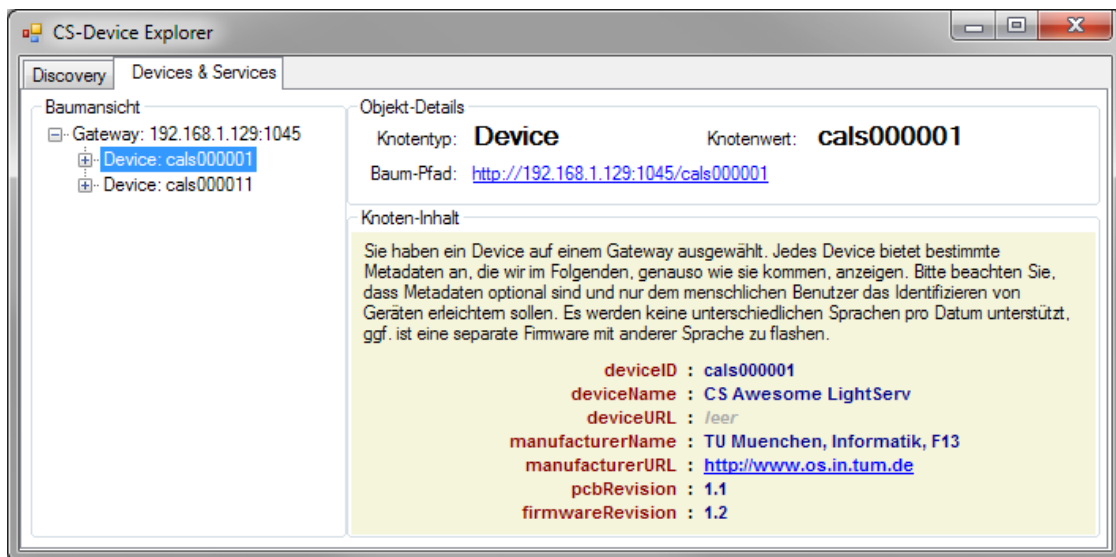 CS-Device Explorer
Discovery
Devices & Services
Baumansicht
Gateway: 192.168.1.129:1045
Device: cals000001
Device: cals000011
Objekt-Details
Knotentyp: Device Knotenwert: cals000001
Baum-Pfad: http://192.168.1.129:1045/cals000001
Knoten-Inhalt
Sie haben ein Device auf einem Gateway ausgewählt. Jedes Device bietet bestimmte
Metadaten an, die wir im Folgenden, genauso wie sie kommen, anzeigen. Bitte beachten Sie,
dass Metadaten optional sind und nur dem menschlichen Benutzer das Identifizieren von
Geräten erleichtern sollen. Es werden keine unterschiedlichen Sprachen pro Datum unterstützt,
ggf. ist eine separate Firmware mit anderer Sprache zu flashen.
deviceID : cals000001
deviceName : CS Awesome LightServ
deviceURL : leer
manufacturerName : TU Muenchen, Informatik, F13
manufacturerURL : http://www.os.in.tum.de
pcbRevision : 1.1
firmwareRevision : 1.2